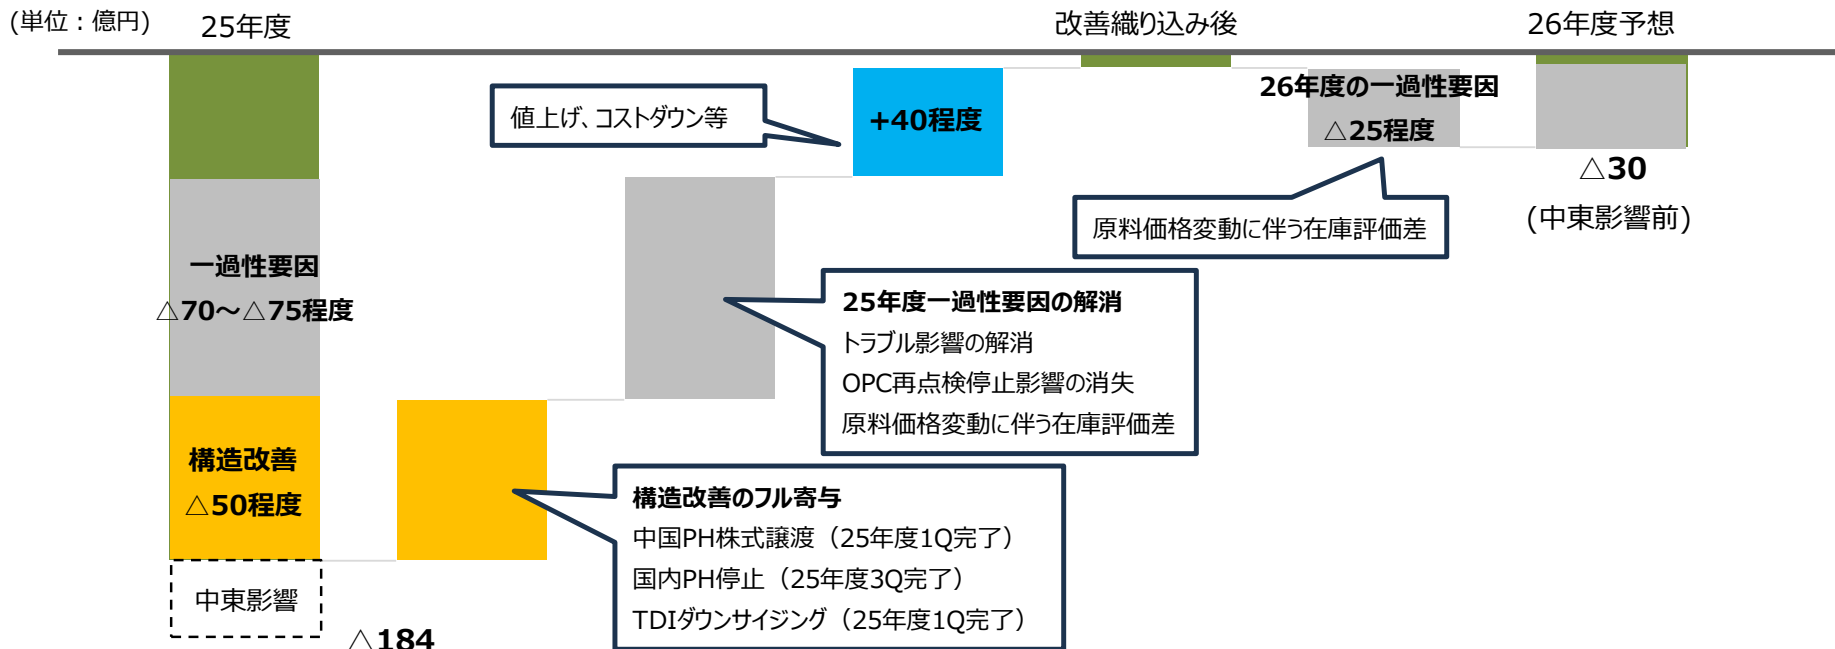 (単位：億円)
25年度
改善織り込み後
26年度予想
値上げ、コストダウン等
+40程度
26年度の一過性要因
△25程度
△30
(中東影響前)
原料価格変動に伴う在庫評価差
一過性要因
△70～△75程度
25年度一過性要因の解消
トラブル影響の解消
OPC再点検停止影響の消失
原料価格変動に伴う在庫評価差
構造改善
△50程度
構造改善のフル寄与
中国PH株式譲渡（25年度1Q完了）
国内PH停止（25年度3Q完了）
TDIダウンサイジング（25年度1Q完了）
中東影響
△184